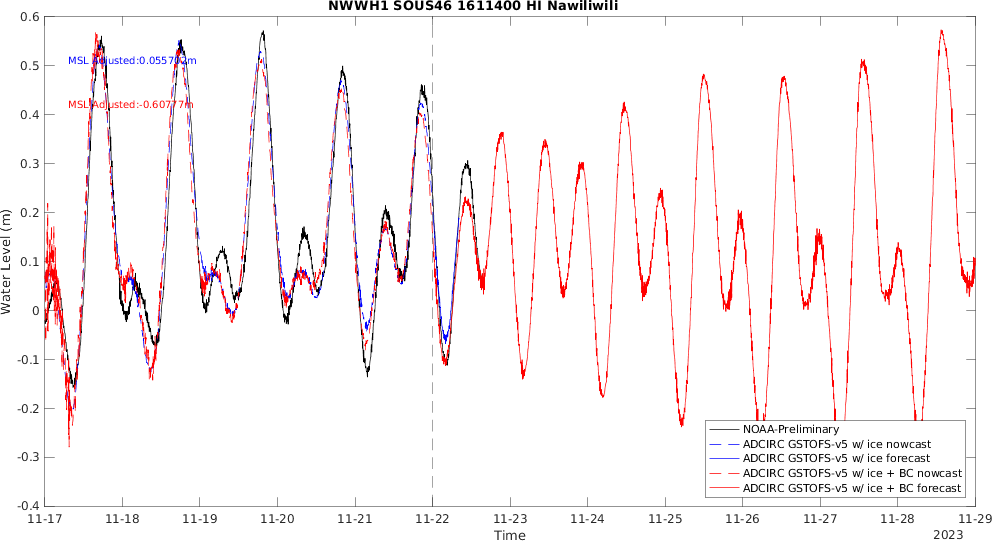 NWWH1 SOUS46 1611400 HI Nawiliwili
0.6
0.5
0.4
0.3
0.2
0.1
0
-0.1
-0.2
-0.3
-0.4
Water Level (m)
MSL Adjusted:0.055702m
MSL Adjusted:-0.60777m
NOAA-Preliminary
ADCIRC GSTOFS-v5 w/ ice nowcast
ADCIRC GSTOFS-v5 w/ ice forecast
ADCIRC GSTOFS-v5 w/ ice + BC nowcast
ADCIRC GSTOFS-v5 w/ ice + BC forecast
11-17 11-18 11-19 11-20 11-21 11-22 11-23 11-24 11-25 11-26 11-27 11-28 11-29
Time
2023